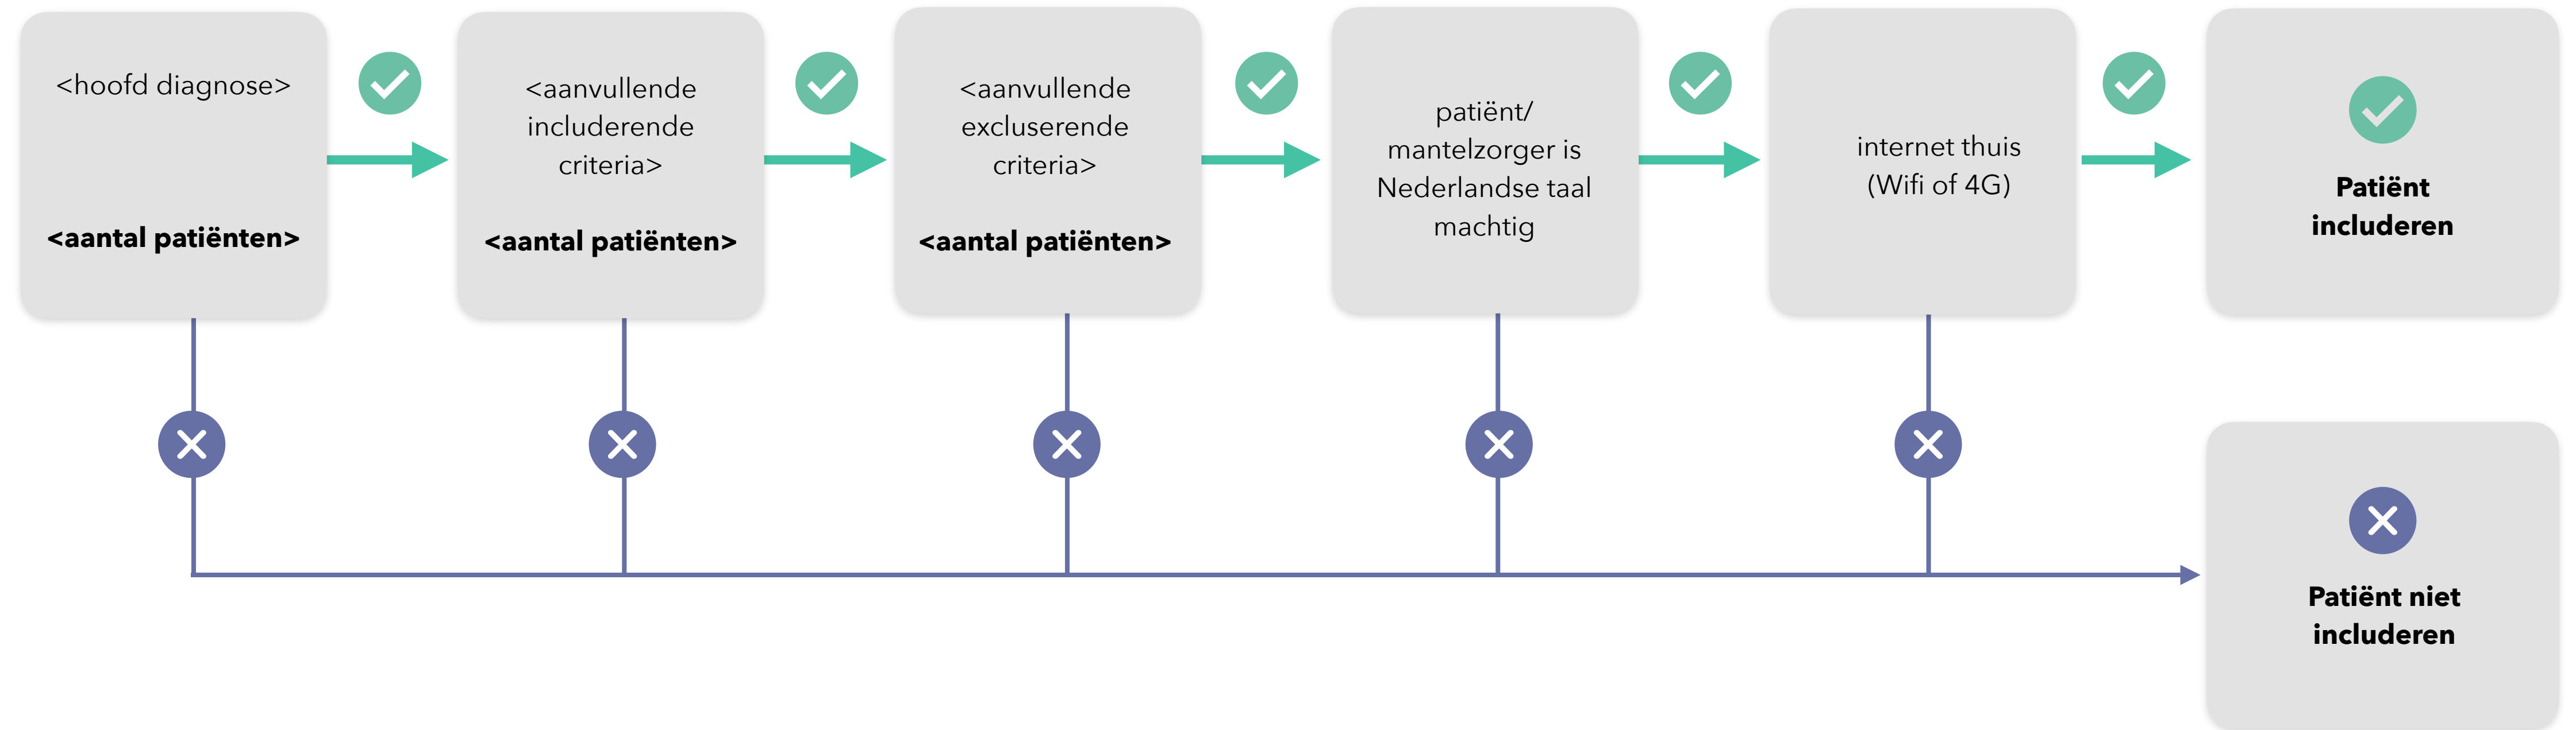 <hoofd diagnose>
<aantal patiënten>
<aanvullende
includerende
criteria>
<aantal patiënten>
<aanvullende
excluserende
criteria>
<aantal patiënten>
patiënt/
mantelzorger is
Nederlandse taal
machtig
internet thuis
(Wifi of 4G)
Patiënt
includeren
Patiënt niet
includeren